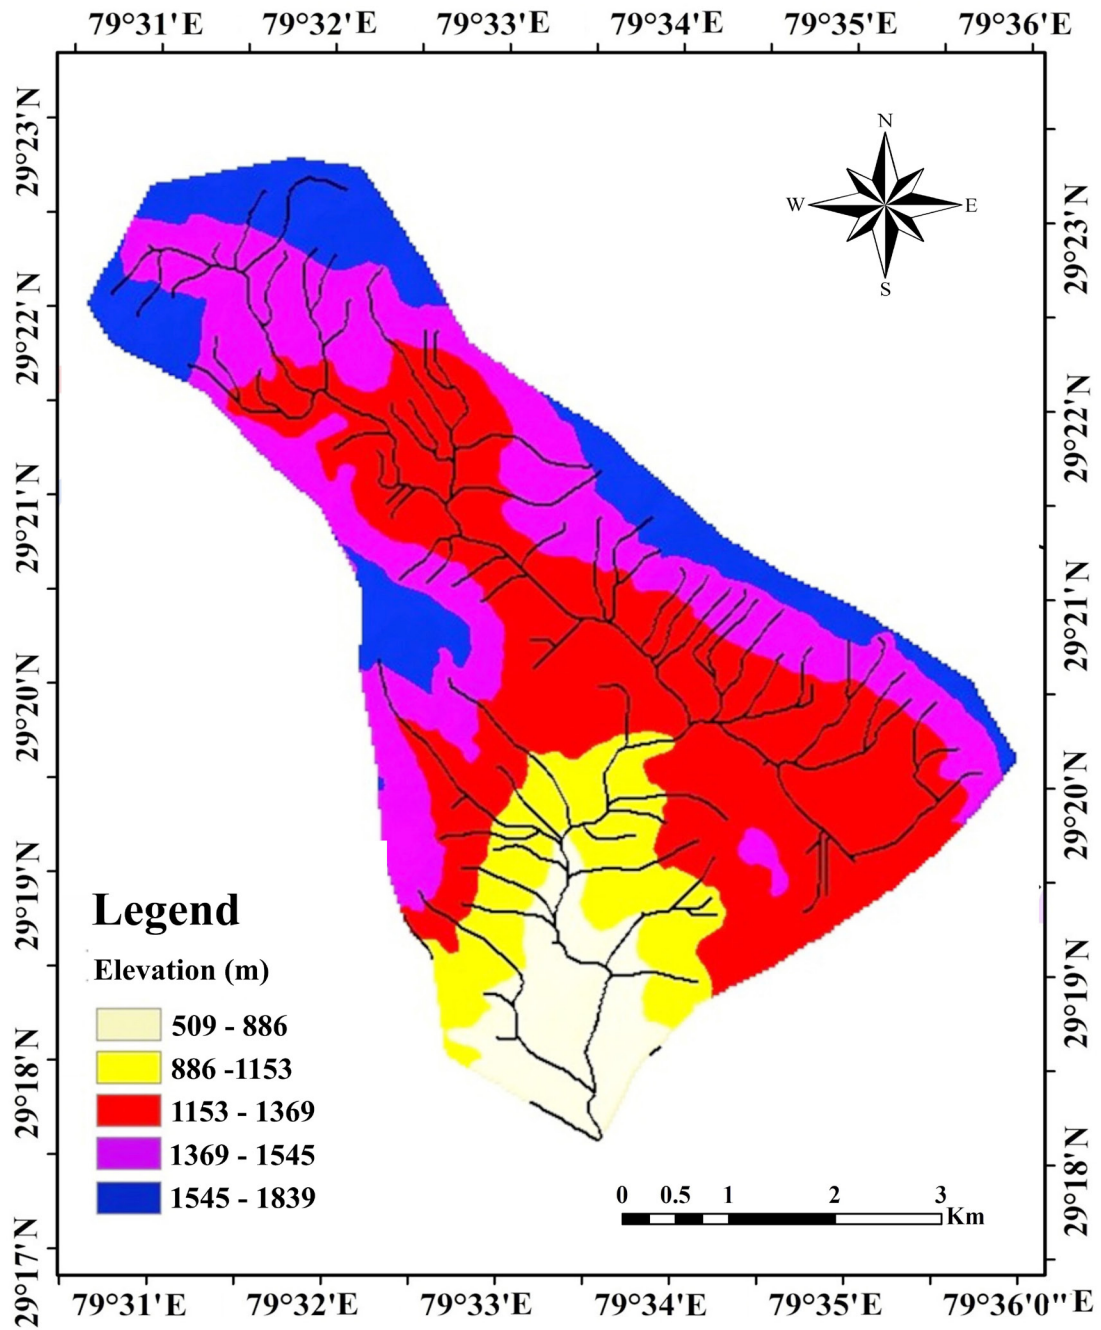 79°31'E 79°32'E 79°33'E 79°34'E 79°35'E 79°36'E
29°23'N
29°22'N
29°21'N
29°20'N
29°19'N
29°18'N
29°17'N
N
W E
S
29°23'N
29°22'N
29°21'N
29°20'N
29°19'N
29°18'N
Legend
Elevation (m)
509 - 886
886 -1153
1153 - 1369
1369 - 1545
1545 - 1839
0 0.5 1 2 3
Km
79°31'E 79°32'E 79°33'E 79°34'E 79°35'E 79°36'0"E